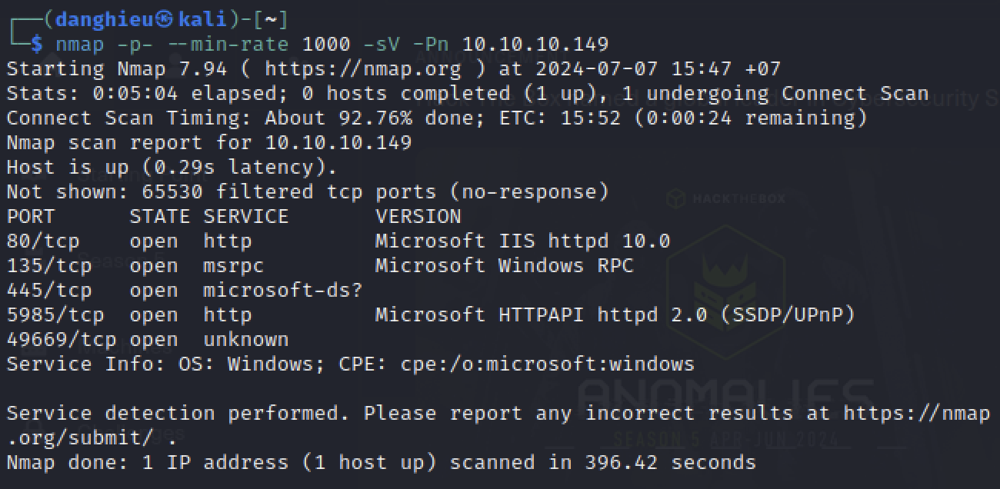 ┌──(danghieu㉿kali)-[~]
└─$ nmap -p- --min-rate 1000 -sV -Pn 10.10.10.149
Starting Nmap 7.94 ( https://nmap.org ) at 2024-07-07 15:47 +07
Stats: 0:05:04 elapsed; 0 hosts completed (1 up), 1 undergoing Connect Scan
Connect Scan Timing: About 92.76% done; ETC: 15:52 (0:00:24 remaining)
Nmap scan report for 10.10.10.149
Host is up (0.29s latency).
Not shown: 65530 filtered tcp ports (no-response)
PORT      STATE SERVICE       VERSION
80/tcp    open  http          Microsoft IIS httpd 10.0
135/tcp   open  msrpc         Microsoft Windows RPC
445/tcp   open  microsoft-ds?
5985/tcp  open  http          Microsoft HTTPAPI httpd 2.0 (SSDP/UPnP)
49669/tcp open  unknown
Service Info: OS: Windows; CPE: cpe:/o:microsoft:windows
Service detection performed. Please report any incorrect results at https://nmap
.org/submit/ .
Nmap done: 1 IP address (1 host up) scanned in 396.42 seconds
HACKTHEBOX
ANOMALIES
SEASON 5 APR-JUN 2024